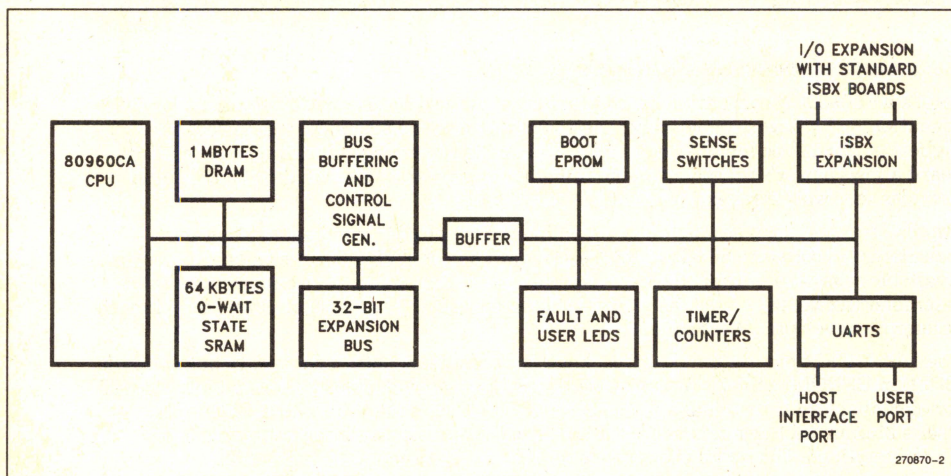 I/O EXPANSION
WITH STANDARD
iSBX BOARDS
80960CA
CPU
1 MBYTES
DRAM
BUS
BUFFERING
AND
CONTROL
SIGNAL
GEN.
BOOT
EPROM
SENSE
SWITCHES
iSBX
EXPANSION
BUFFER
64 KBYTES
0-WAIT
STATE
SRAM
32-BIT
EXPANSION
BUS
FAULT AND
USER LEDS
TIMER/
COUNTERS
UARTS
HOST
INTERFACE
PORT
USER
PORT
270870-2